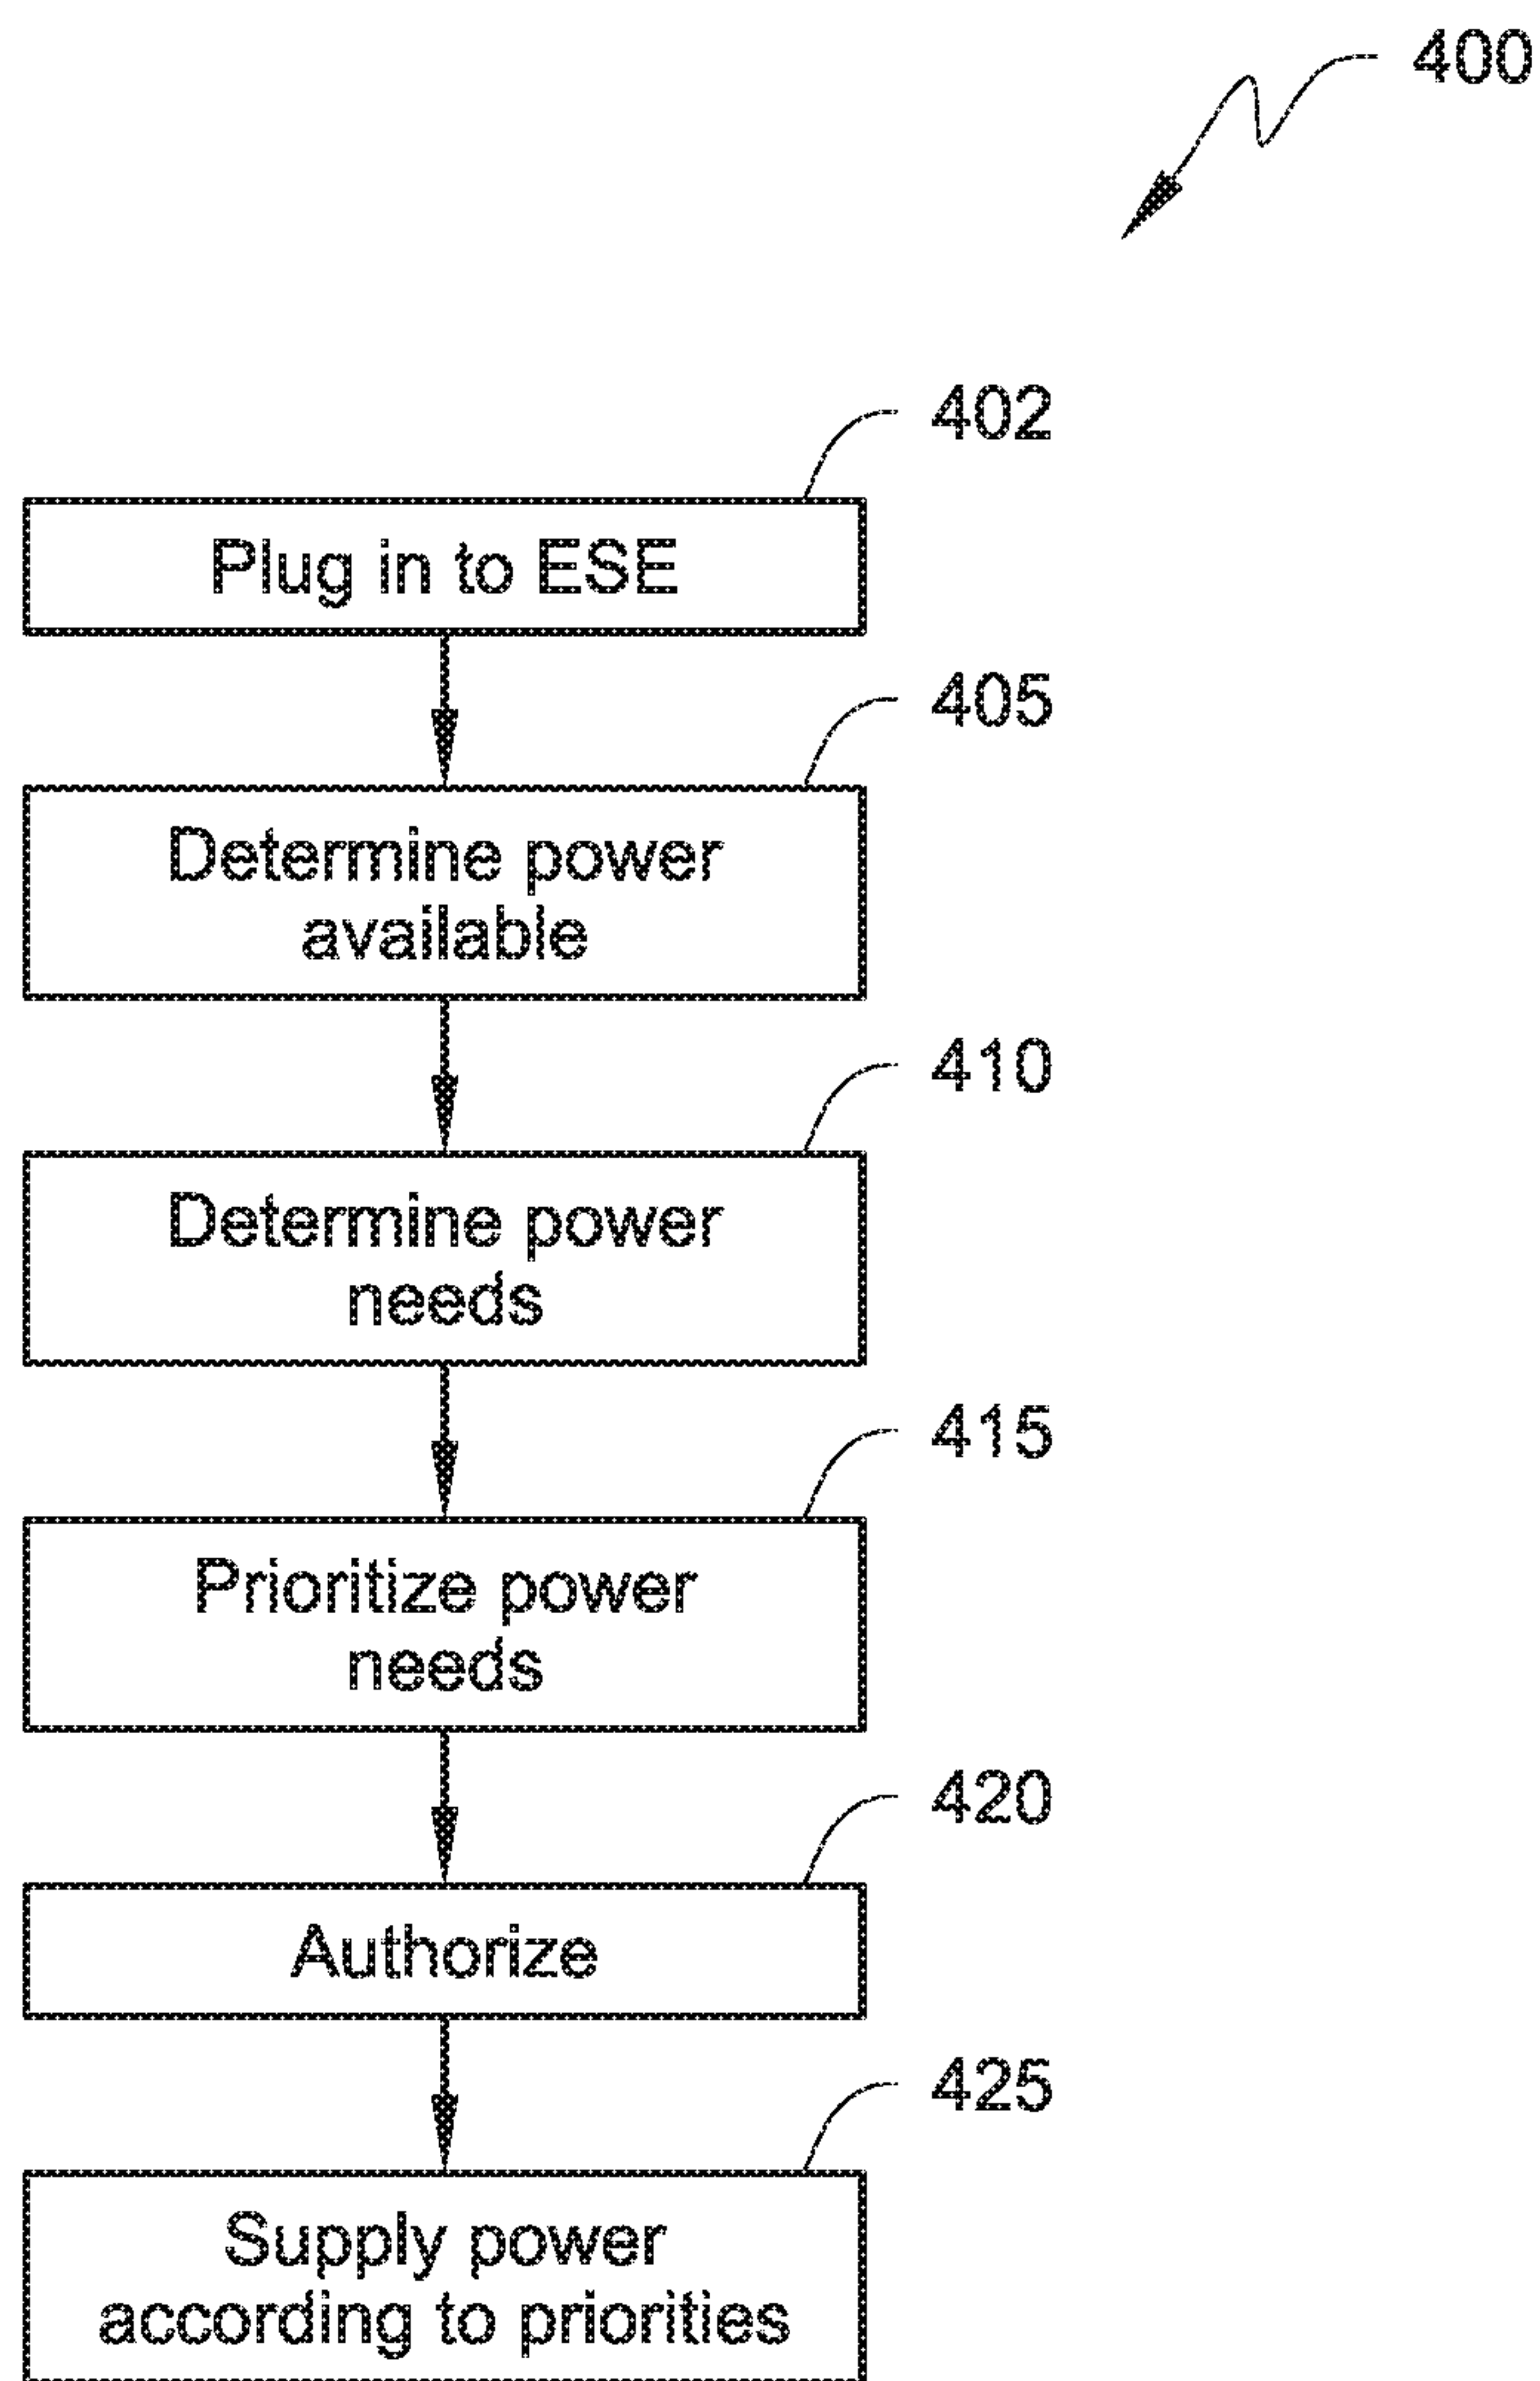 400
402
Plug in to ESE
405
Determine power
available
410
Determine power
needs
415
Prioritize power
needs
420
Authorize
425
Supply power
according to priorities